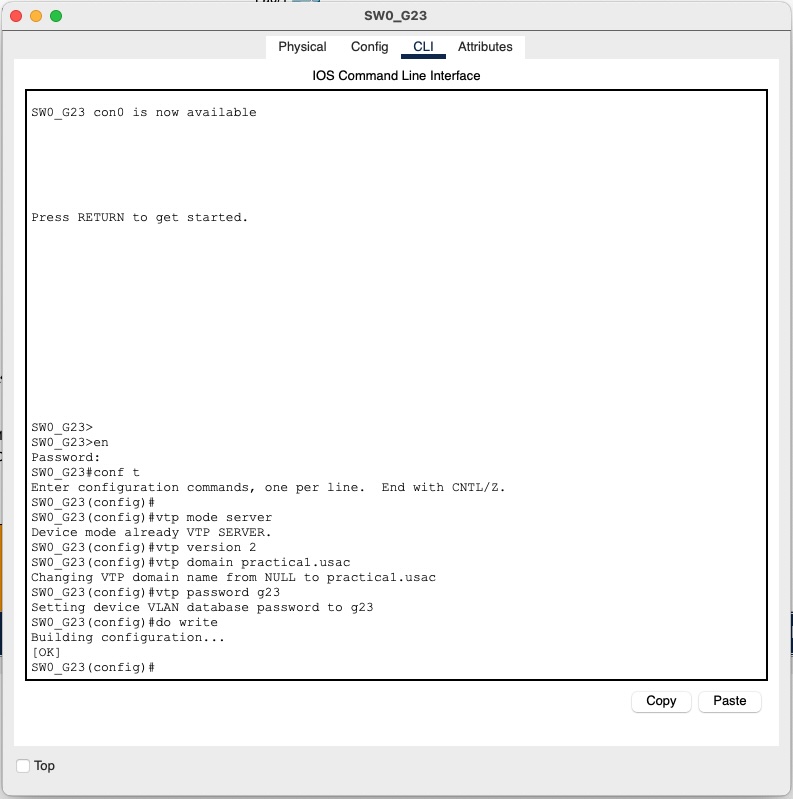 SW0_G23
Physical Config CLI Attributes
IOS Command Line Interface
SW0_G23 con0 is now available
Press RETURN to get started.
SW0_G23>
SW0_G23>en
Password:
SW0_G23#conf t
Enter configuration commands, one per line.  End with CNTL/Z.
SW0_G23(config)#
SW0_G23(config)#vtp mode server
Device mode already VTP SERVER.
SW0_G23(config)#vtp version 2
SW0_G23(config)#vtp domain practica1.usac
Changing VTP domain name from NULL to practica1.usac
SW0_G23(config)#vtp password g23
Setting device VLAN database password to g23
SW0_G23(config)#do write
Building configuration...
[OK]
SW0_G23(config)#
Copy Paste
Top